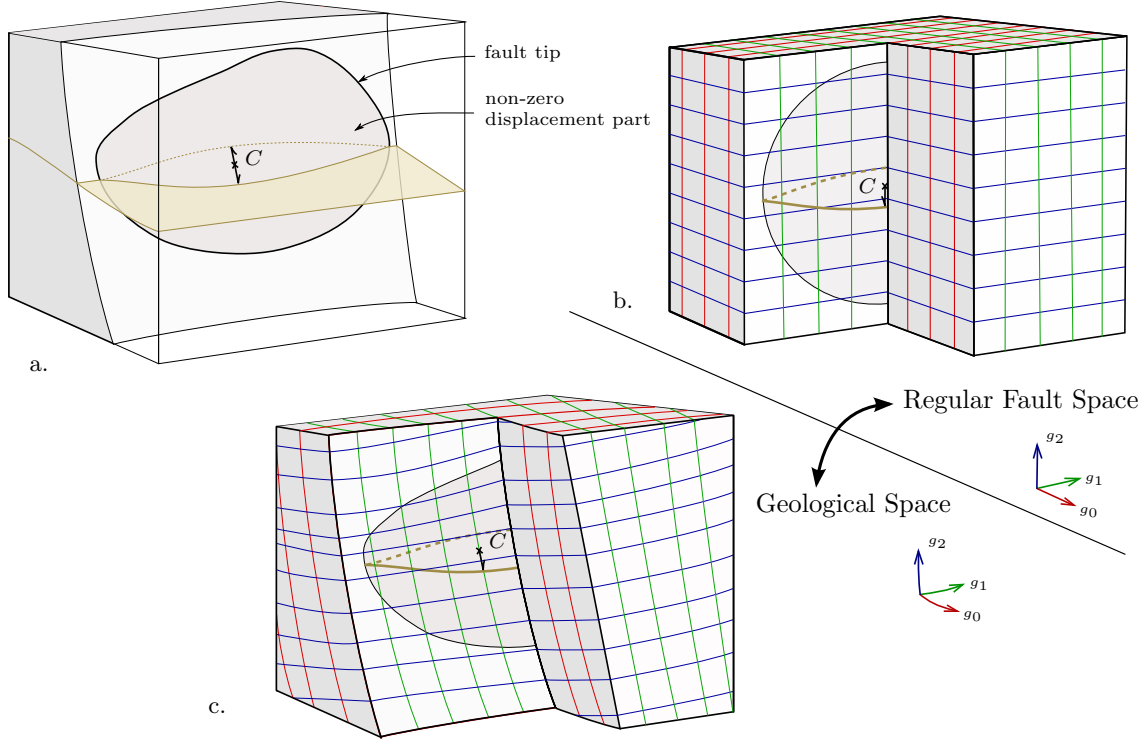 fault tip
non-zero
displacement part
C
a.
C
b.
Regular Fault Space
Geological Space
g2
g1
g0
C
c.
g2
g1
g0